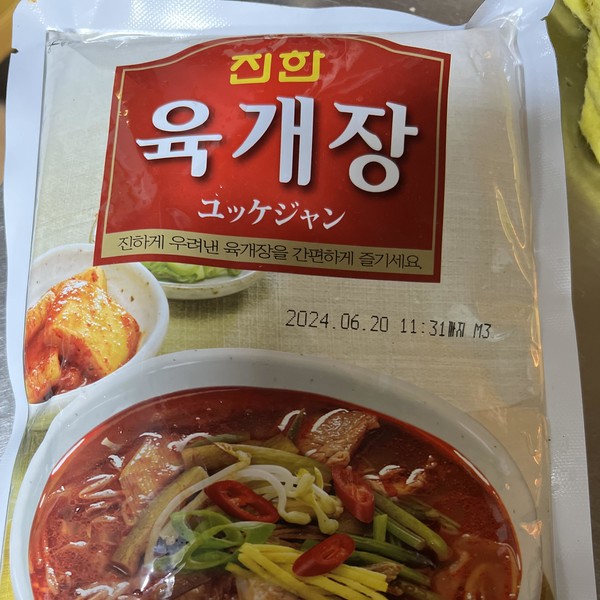 진한
육개장
ユッケジャン
진하게 우려낸 육개장을 간편하게 즐기세요.
2024.06.20 11:31까지 M3